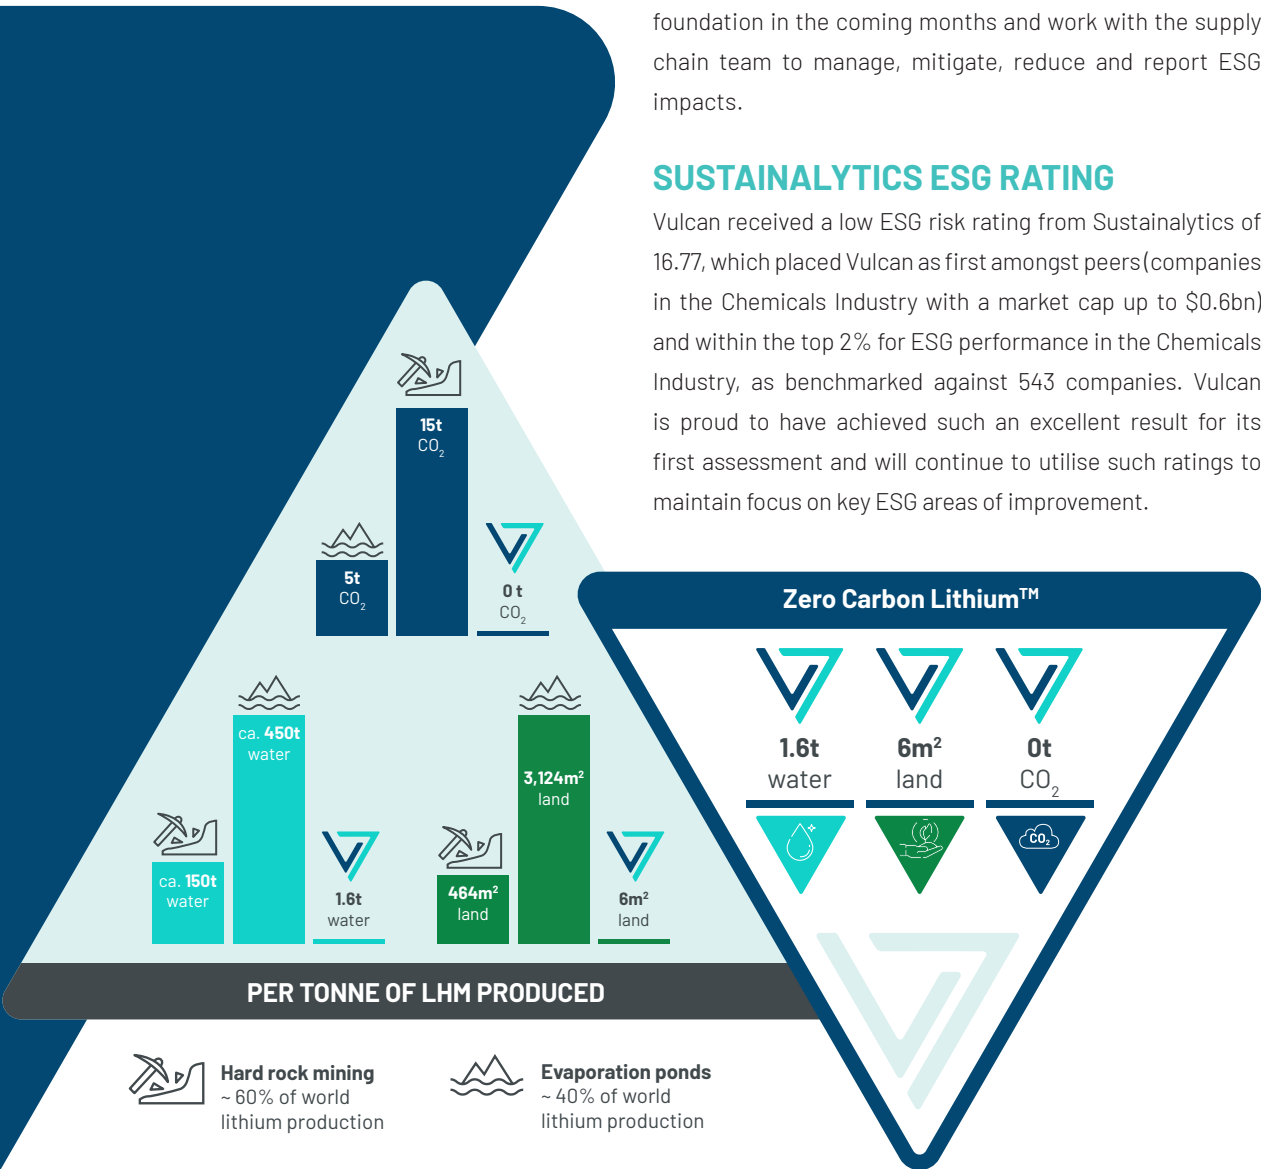 foundation in the coming months and work with the supply
chain team to manage, mitigate, reduce and report ESG
impacts.
SUSTAINALYTICS ESG RATING
Vulcan received a low ESG risk rating from Sustainalytics of
16.77, which placed Vulcan as first amongst peers (companies
in the Chemicals Industry with a market cap up to $0.6bn)
and within the top 2% for ESG performance in the Chemicals
Industry, as benchmarked against 543 companies. Vulcan
is proud to have achieved such an excellent result for its
first assessment and will continue to utilise such ratings to
maintain focus on key ESG areas of improvement.
15t
CO₂
5t
CO₂
0 t
CO₂
ca. 450t
water
ca. 150t
water
1.6t
water
3,124m²
land
464m²
land
6m²
land
PER TONNE OF LHM PRODUCED
Hard rock mining
~ 60% of world
lithium production
Evaporation ponds
~ 40% of world
lithium production
Zero Carbon Lithium™
1.6t
water
6m²
land
0t
CO₂
CO₂